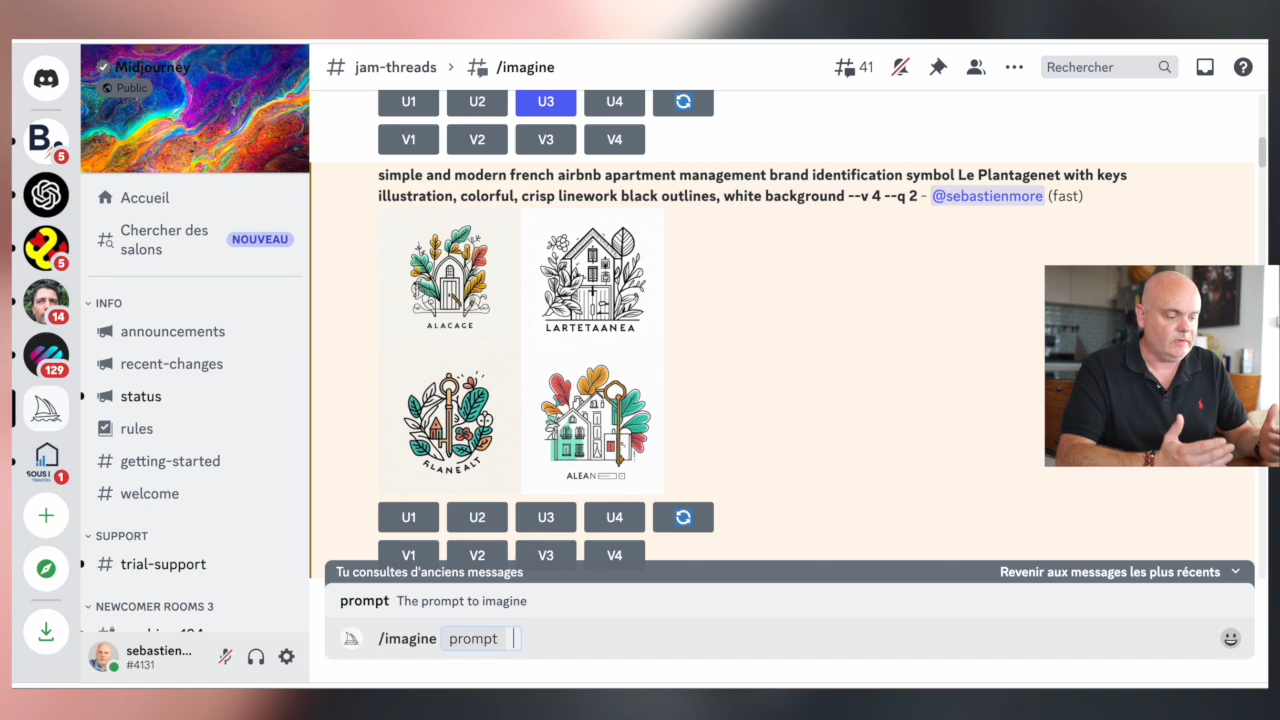 Midjourney
Public
B.
5
5
14
129
SOUS L
1
Accueil
Chercher des
salons
NOUVEAU
INFO
announcements
recent-changes
status
rules
getting-started
welcome
SUPPORT
trial-support
NEWCOMER ROOMS 3
sebastien...
#4131
jam-threads
/imagine
41
Rechercher
U1 U2 U3 U4
V1 V2 V3 V4
simple and modern french airbnb apartment management brand identification symbol Le Plantagenet with keys
illustration, colorful, crisp linework black outlines, white background --v 4 --q 2 - @sebastienmore (fast)
ALACAGE
LARTETAANEA
ALEAN
U1 U2 U3 U4
V1 V2 V3 V4
Tu consultes d'anciens messages
Revenir aux messages les plus récents
prompt The prompt to imagine
/imagine prompt